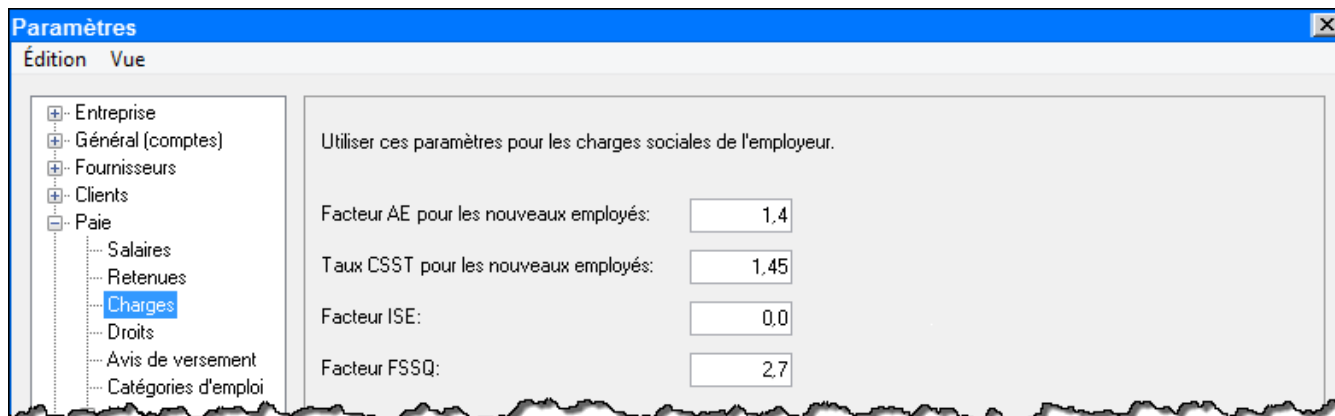 Paramètres
Édition Vue
Entreprise
Général (comptes)
Fournisseurs
Clients
Paie
Salaires
Retenues
Charges
Droits
Avis de versement
Catégories d'emploi
Utiliser ces paramètres pour les charges sociales de l'employeur.
Facteur AE pour les nouveaux employés: 1,4
Taux CSST pour les nouveaux employés: 1,45
Facteur ISE: 0,0
Facteur FSSQ: 2,7